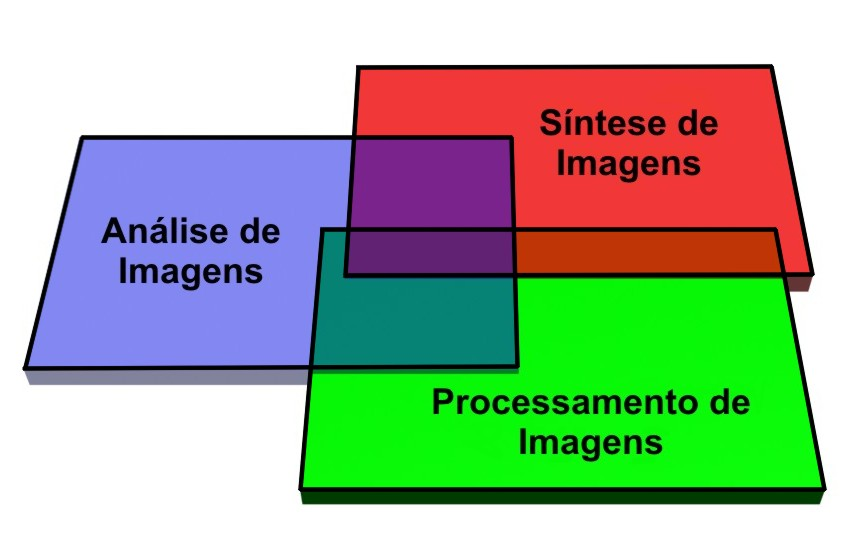 Síntese de
Imagens
Análise de
Imagens
Processamento de
Imagens